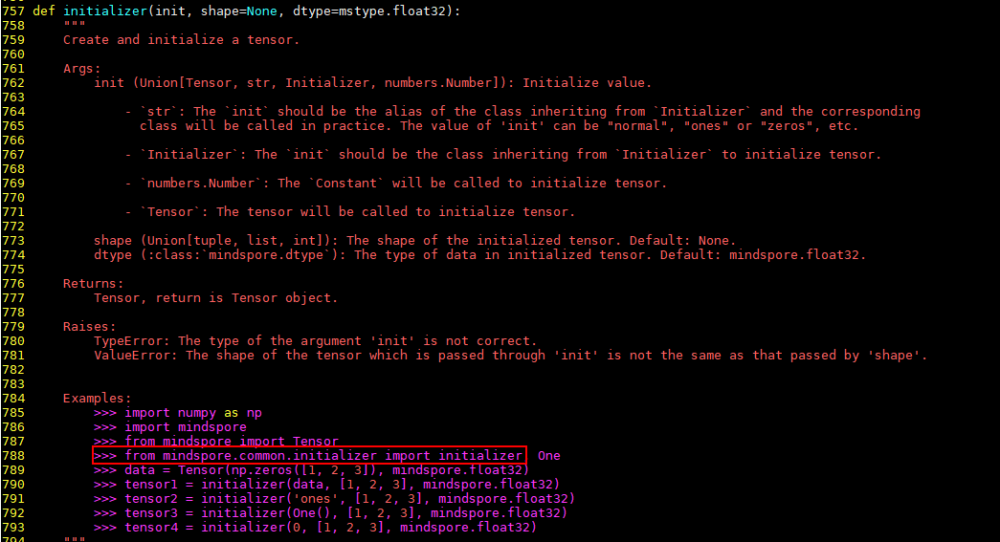 757 def initializer(init, shape=None, dtype=mstype.float32):
758     """
759     Create and initialize a tensor.
760
761     Args:
762         init (Union[Tensor, str, Initializer, numbers.Number]): Initialize value.
763
764             - `str`: The `init` should be the alias of the class inheriting from `Initializer` and the corresponding
765               class will be called in practice. The value of 'init' can be "normal", "ones" or "zeros", etc.
766
767             - `Initializer`: The `init` should be the class inheriting from `Initializer` to initialize tensor.
768
769             - `numbers.Number`: The `Constant` will be called to initialize tensor.
770
771             - `Tensor`: The tensor will be called to initialize tensor.
772
773         shape (Union[tuple, list, int]): The shape of the initialized tensor. Default: None.
774         dtype (:class:`mindspore.dtype`): The type of data in initialized tensor. Default: mindspore.float32.
775
776     Returns:
777         Tensor, return is Tensor object.
778
779     Raises:
780         TypeError: The type of the argument 'init' is not correct.
781         ValueError: The shape of the tensor which is passed through 'init' is not the same as that passed by 'shape'.
782
783
784     Examples:
785         >>> import numpy as np
786         >>> import mindspore
787         >>> from mindspore import Tensor
788         >>> from mindspore.common.initializer import initializer  One
789         >>> data = Tensor(np.zeros([1, 2, 3]), mindspore.float32)
790         >>> tensor1 = initializer(data, [1, 2, 3], mindspore.float32)
791         >>> tensor2 = initializer('ones', [1, 2, 3], mindspore.float32)
792         >>> tensor3 = initializer(One(), [1, 2, 3], mindspore.float32)
793         >>> tensor4 = initializer(0, [1, 2, 3], mindspore.float32)
794     """